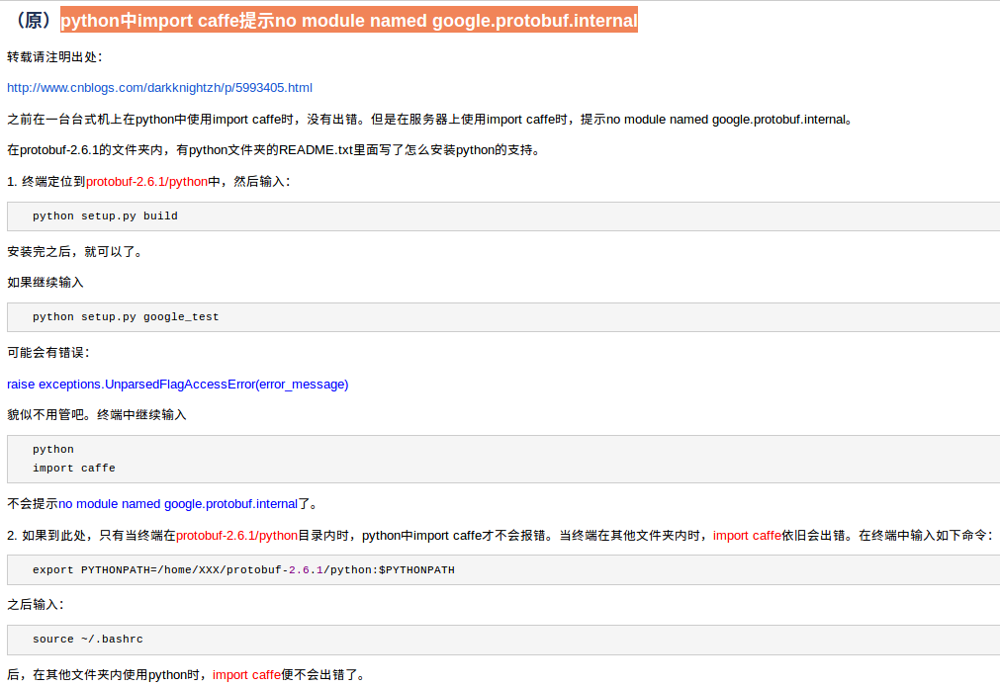 （原）python中import caffe提示no module named google.protobuf.internal
转载请注明出处：
http://www.cnblogs.com/darkknightzh/p/5993405.html
之前在一台台式机上在python中使用import caffe时，没有出错。但是在服务器上使用import caffe时，提示no module named google.protobuf.internal。
在protobuf-2.6.1的文件夹内，有python文件夹的README.txt里面写了怎么安装python的支持。
1. 终端定位到protobuf-2.6.1/python中，然后输入：
python setup.py build
安装完之后，就可以了。
如果继续输入
python setup.py google_test
可能会有错误：
raise exceptions.UnparsedFlagAccessError(error_message)
貌似不用管吧。终端中继续输入
python
import caffe
不会提示no module named google.protobuf.internal了。
2. 如果到此处，只有当终端在protobuf-2.6.1/python目录内时，python中import caffe才不会报错。当终端在其他文件夹内时，import caffe依旧会出错。在终端中输入如下命令：
export PYTHONPATH=/home/XXX/protobuf-2.6.1/python:$PYTHONPATH
之后输入：
source ~/.bashrc
后，在其他文件夹内使用python时，import caffe便不会出错了。